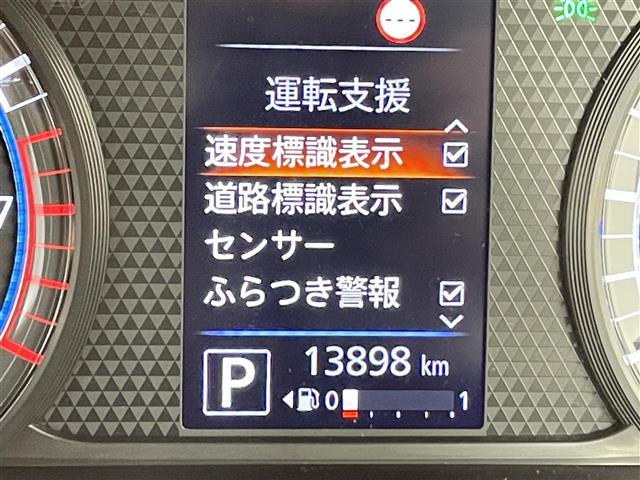 ---
運転支援
速度標識表示
道路標識表示
センサー
ふらつき警報
P
13898 km
0 1